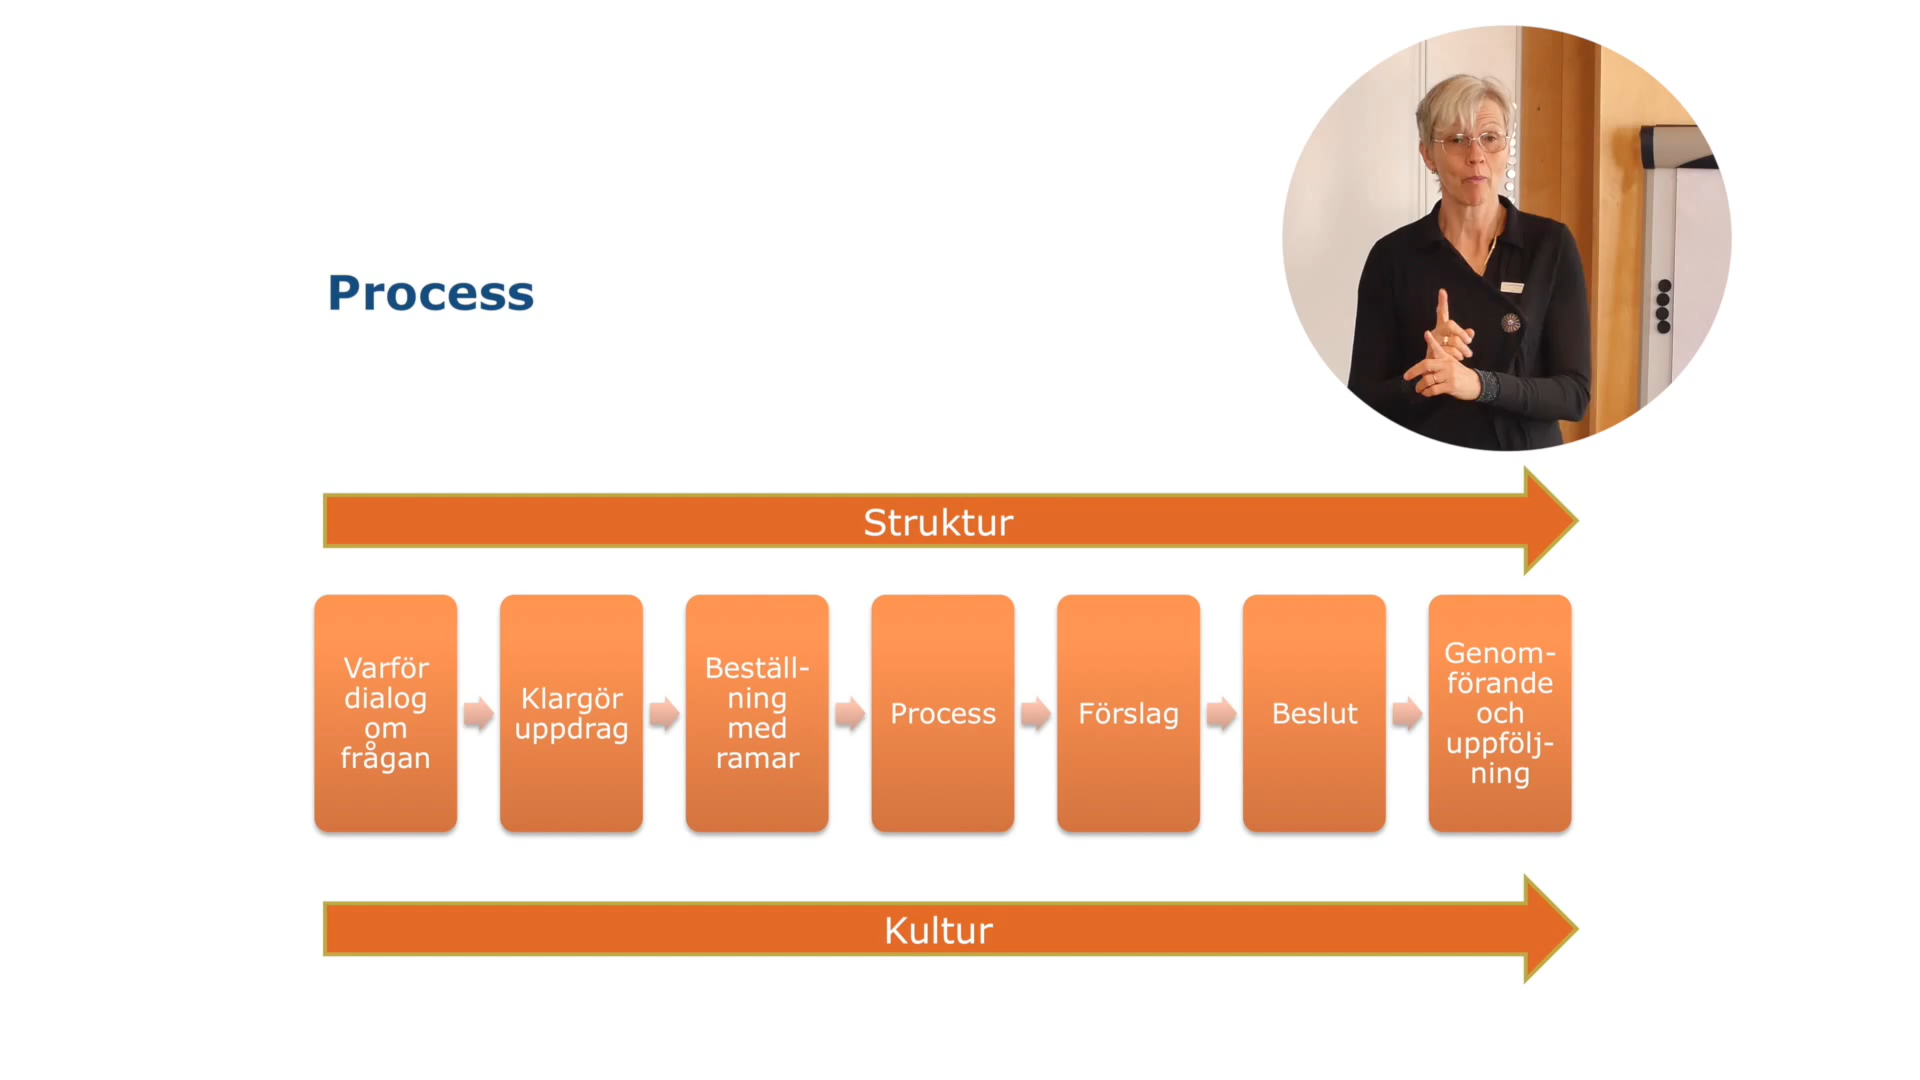 Process
Struktur
Varför
dialog
om
frågan
Klargör
uppdrag
Beställ-
ning
med
ramar
Process
Förslag
Beslut
Genom-
förande
och
uppfölj-
ning
Kultur